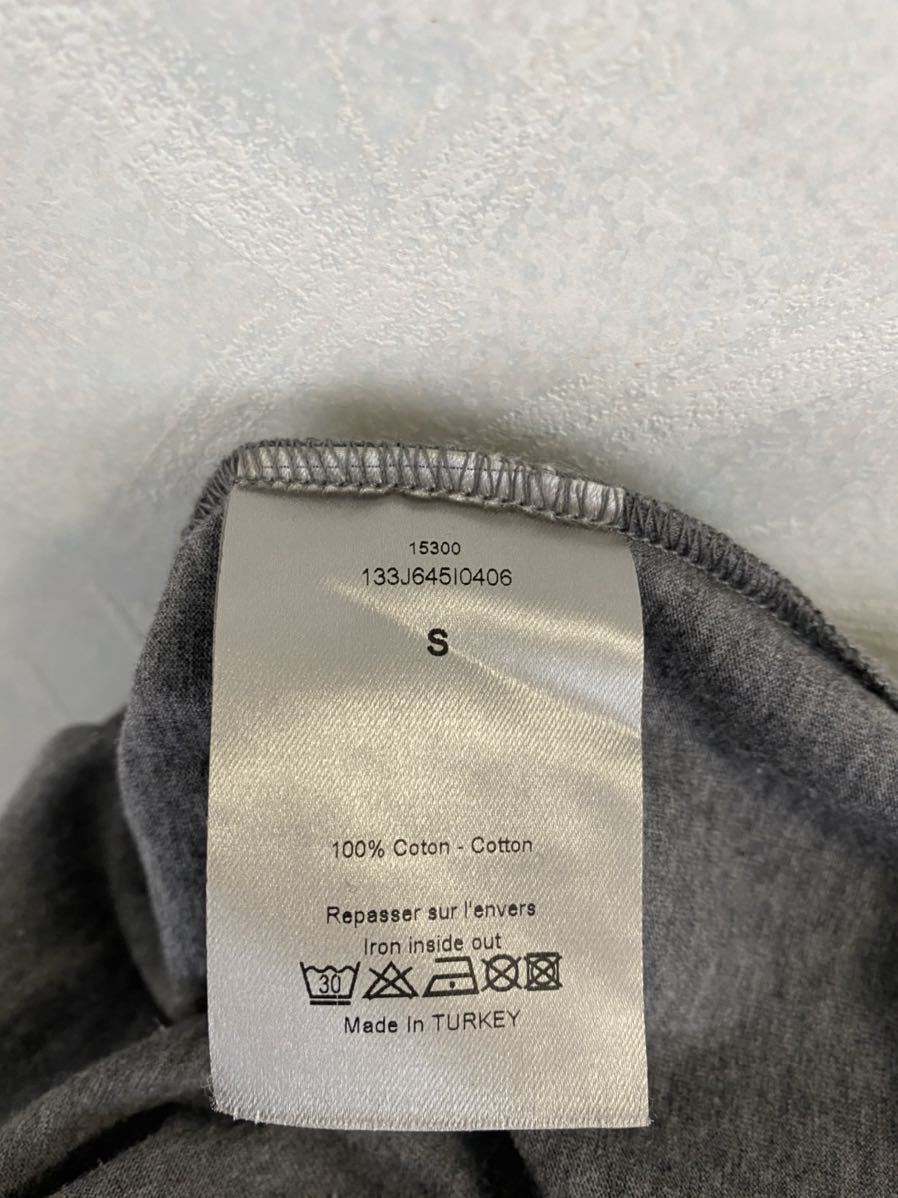 15300
133J645I0406
S
100% Coton - Cotton
Repasser sur l'envers
Iron inside out
30
Made In TURKEY